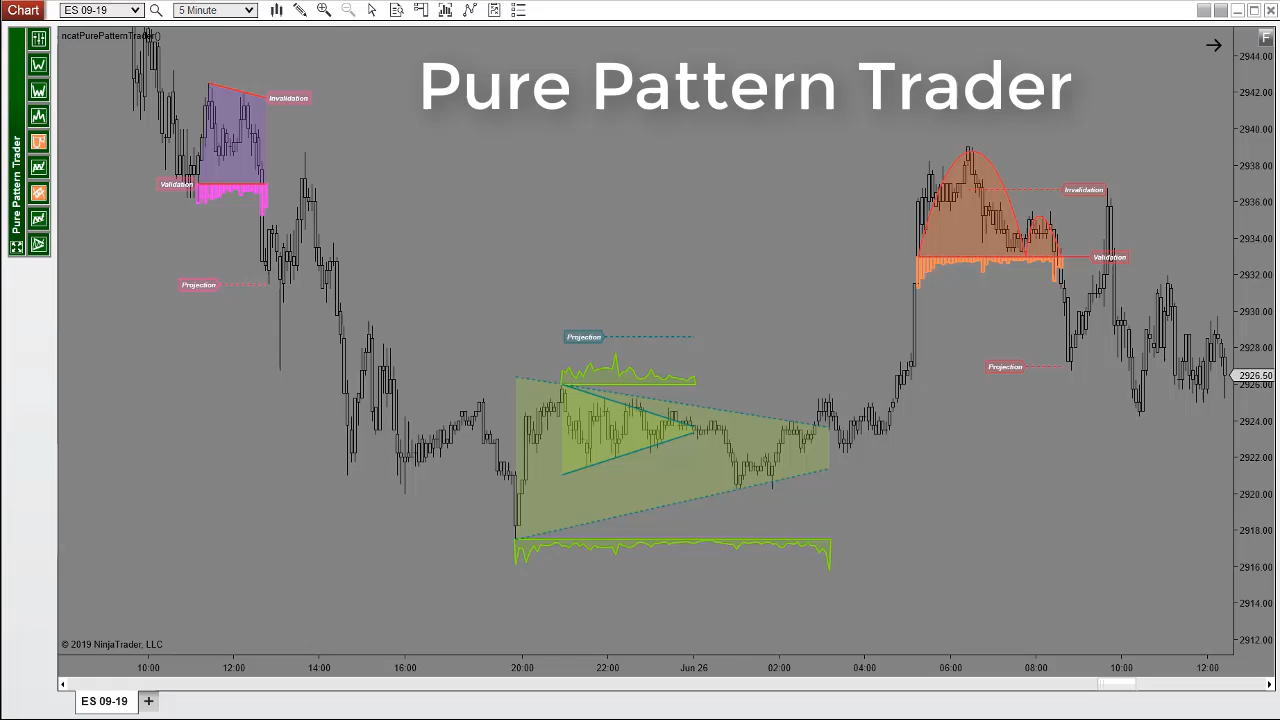 Chart
ES 09-19
5 Minute
ncatPurePatternTrader()
F
Pure Pattern Trader
Pure Pattern Trader
Invalidation
Validation
Projection
Projection
Invalidation
Validation
Projection
2944.00
2942.00
2940.00
2938.00
2936.00
2934.00
2932.00
2930.00
2928.00
2926.50
2926.00
2924.00
2922.00
2920.00
2918.00
2916.00
2914.00
2912.00
© 2019 NinjaTrader, LLC
10:00
12:00
14:00
16:00
20:00
22:00
Jun 26
02:00
04:00
06:00
08:00
10:00
12:00
ES 09-19